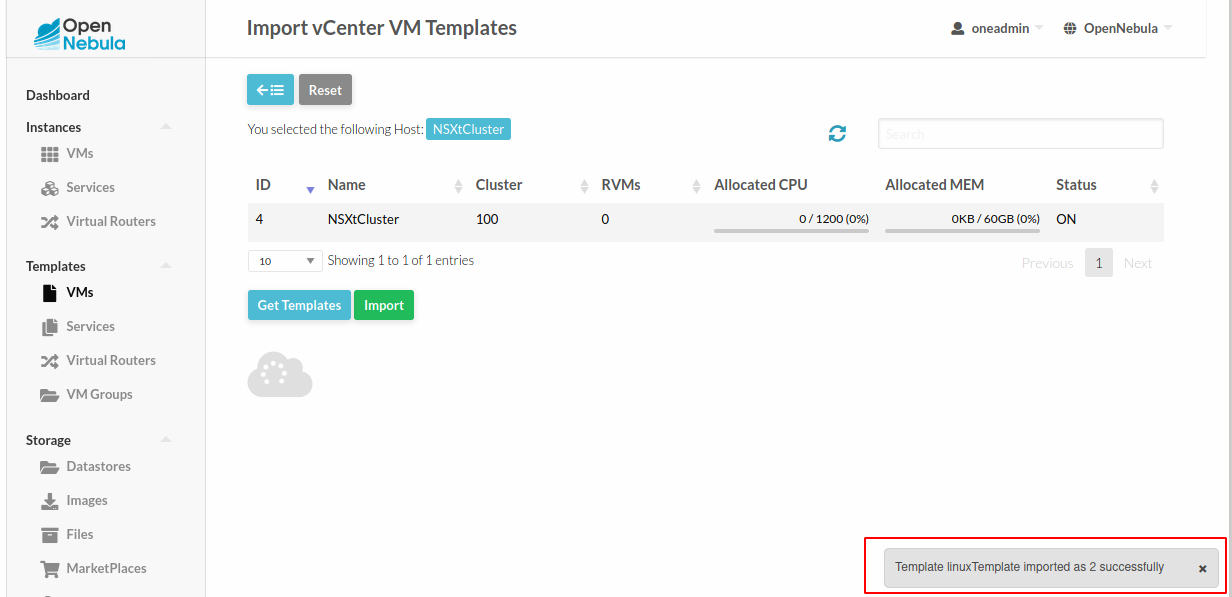 Open
Nebula
Import vCenter VM Templates
oneadmin
OpenNebula
Dashboard
Instances
VMs
Services
Virtual Routers
Templates
VMs
Services
Virtual Routers
VM Groups
Storage
Datastores
Images
Files
MarketPlaces
Reset
You selected the following Host: NSXtCluster
Search
ID Name Cluster RVMs Allocated CPU Allocated MEM Status
4 NSXtCluster 100 0 0 / 1200 (0%) 0KB / 60GB (0%) ON
10 Showing 1 to 1 of 1 entries
Previous 1 Next
Get Templates Import
Template linuxTemplate imported as 2 successfully ×